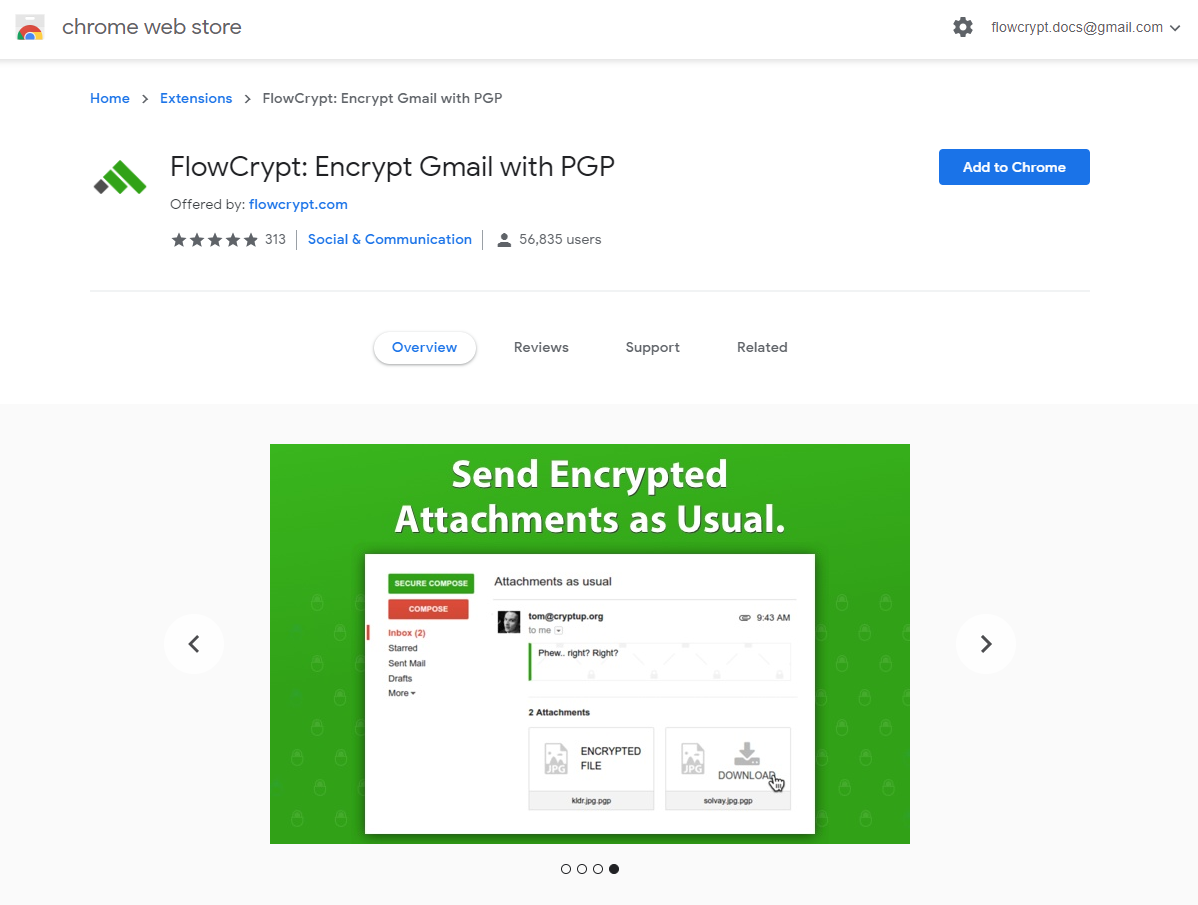 chrome web store
flowcrypt.docs@gmail.com
Home > Extensions > FlowCrypt: Encrypt Gmail with PGP
FlowCrypt: Encrypt Gmail with PGP
Add to Chrome
Offered by: flowcrypt.com
313 Social & Communication 56,835 users
Overview Reviews Support Related
Send Encrypted
Attachments as Usual.
SECURE COMPOSE
COMPOSE
Inbox (2)
Starred
Sent Mail
Drafts
More
Attachments as usual
tom@cryptup.org 9:43 AM
to me
Phew.. right? Right?
2 Attachments
JPG
ENCRYPTED
FILE
kldr.jpg.pgp
JPG
DOWNLOAD
solvay.jpg.pgp